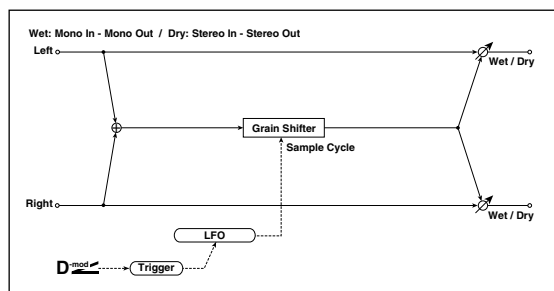 Wet: Mono In - Mono Out / Dry: Stereo In - Stereo Out
Left
Wet / Dry
Grain Shifter
Sample Cycle
Right
Wet / Dry
LFO
D-mod
Trigger